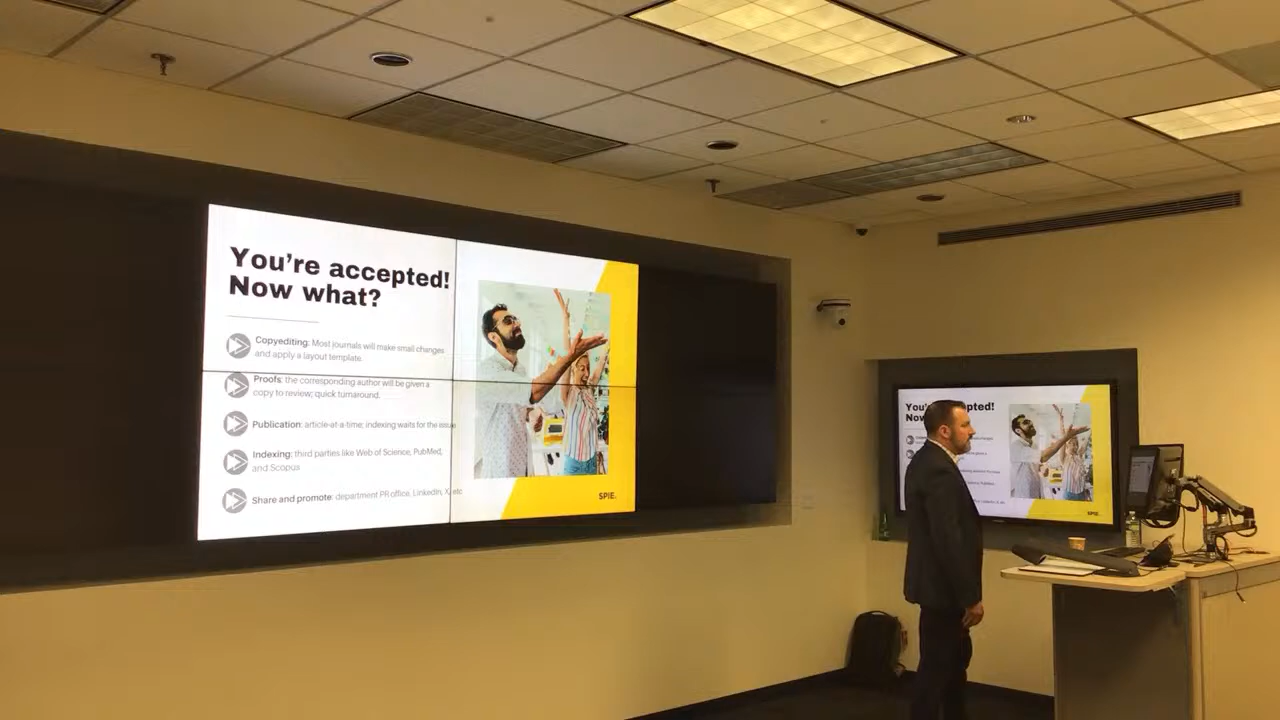 You're accepted!
Now what?
Copyediting: Most journals will make small changes
and apply a layout template.
Proofs: the corresponding author will be given a
copy to review; quick turnaround.
Publication: article-at-a-time; indexing waits for the issue
Indexing: third parties like Web of Science, PubMed,
and Scopus
Share and promote: department PR office, LinkedIn, X, etc
SPIE.
You
pted!
Now
SPIE.